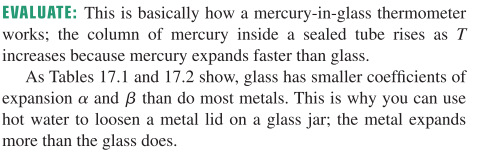 EVALUATE: This is basically how a mercury-in-glass thermometer
works; the column of mercury inside a sealed tube rises as T
increases because mercury expands faster than glass.
As Tables 17.1 and 17.2 show, glass has smaller coefficients of
expansion α and β than do most metals. This is why you can use
hot water to loosen a metal lid on a glass jar; the metal expands
more than the glass does.